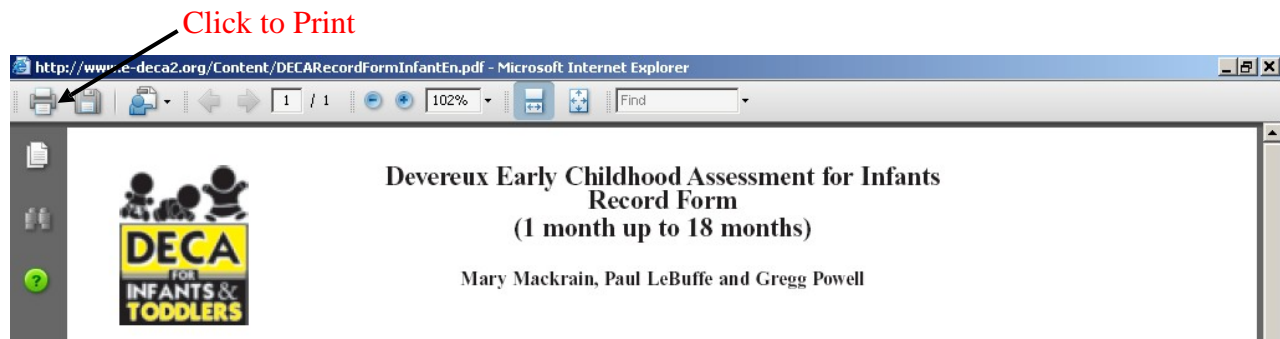 Click to Print
http://www.e-deca2.org/Content/DECARecordFormInfantEn.pdf - Microsoft Internet Explorer
1 / 1 102% Find
Devereux Early Childhood Assessment for Infants
Record Form
(1 month up to 18 months)
Mary Mackrain, Paul LeBuffe and Gregg Powell
DECA
FOR
INFANTS &
TODDLERS